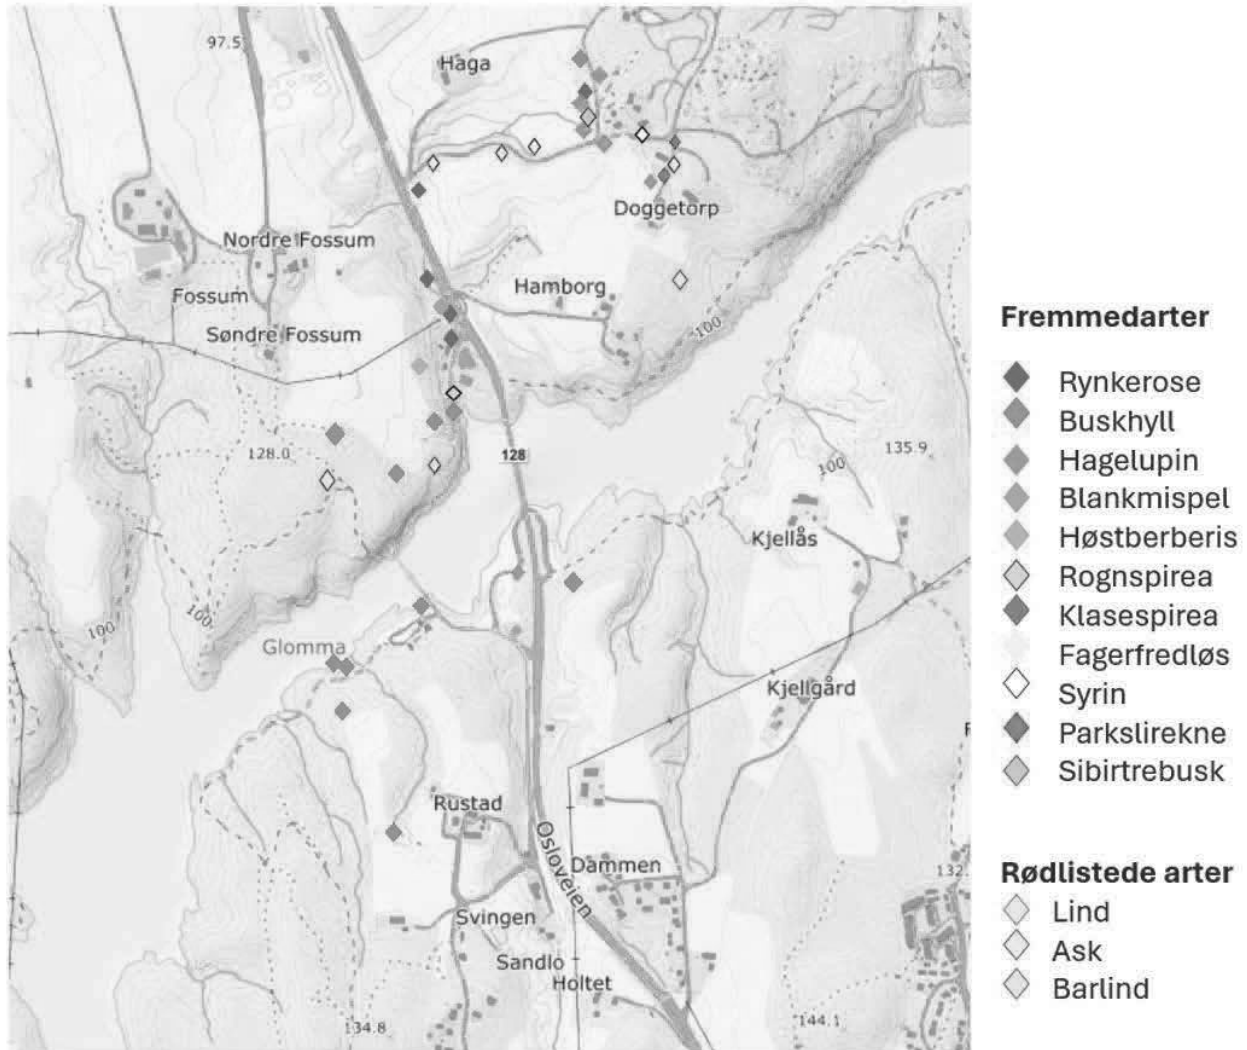 97.5
Haga
Doggetorp
Nordre Fossum
Fossum
Hamborg
Søndre Fossum
100
128.0
128
135.9
100
Kjellås
100
100
Glomma
Kjellgård
Rustad
Osloveien
Dammen
132.
Svingen
Sandlo
Holtet
134.8
144.1
F
Fremmedarter
Rynkerose
Buskhyll
Hagelupin
Blankmispel
Høstberberis
Rognspirea
Klasespirea
Fagerfredløs
Syrin
Parkslirekne
Sibirtrebusk
Rødlistede arter
Lind
Ask
Barlind